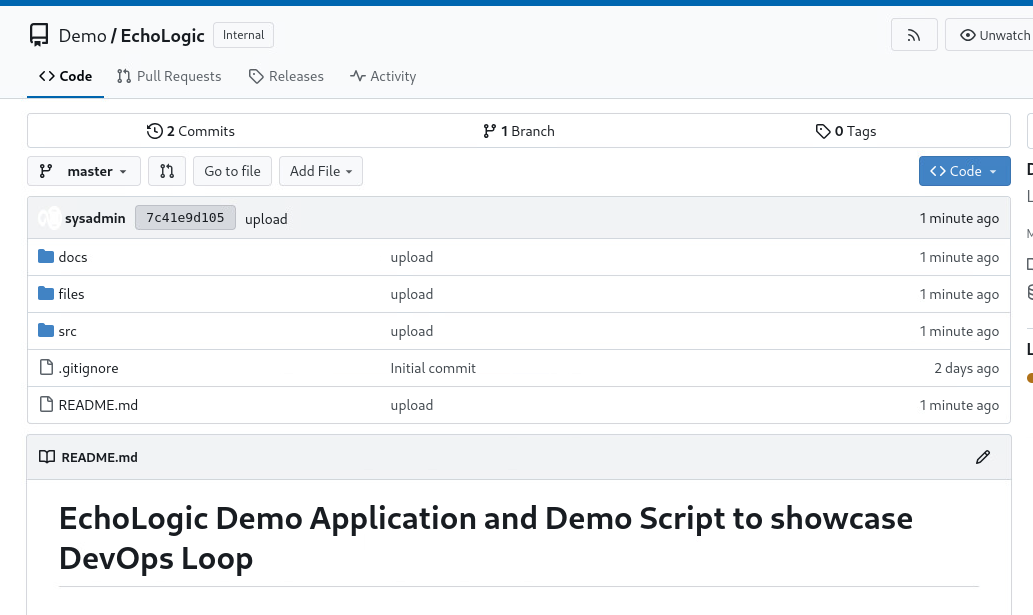 Demo / EchoLogic Internal Unwatch
Code Pull Requests Releases Activity
2 Commits 1 Branch 0 Tags
master Go to file Add File Code
sysadmin 7c41e9d105 upload 1 minute ago
docs upload 1 minute ago
files upload 1 minute ago
src upload 1 minute ago
.gitignore Initial commit 2 days ago
README.md upload 1 minute ago
README.md
EchoLogic Demo Application and Demo Script to showcase
DevOps Loop